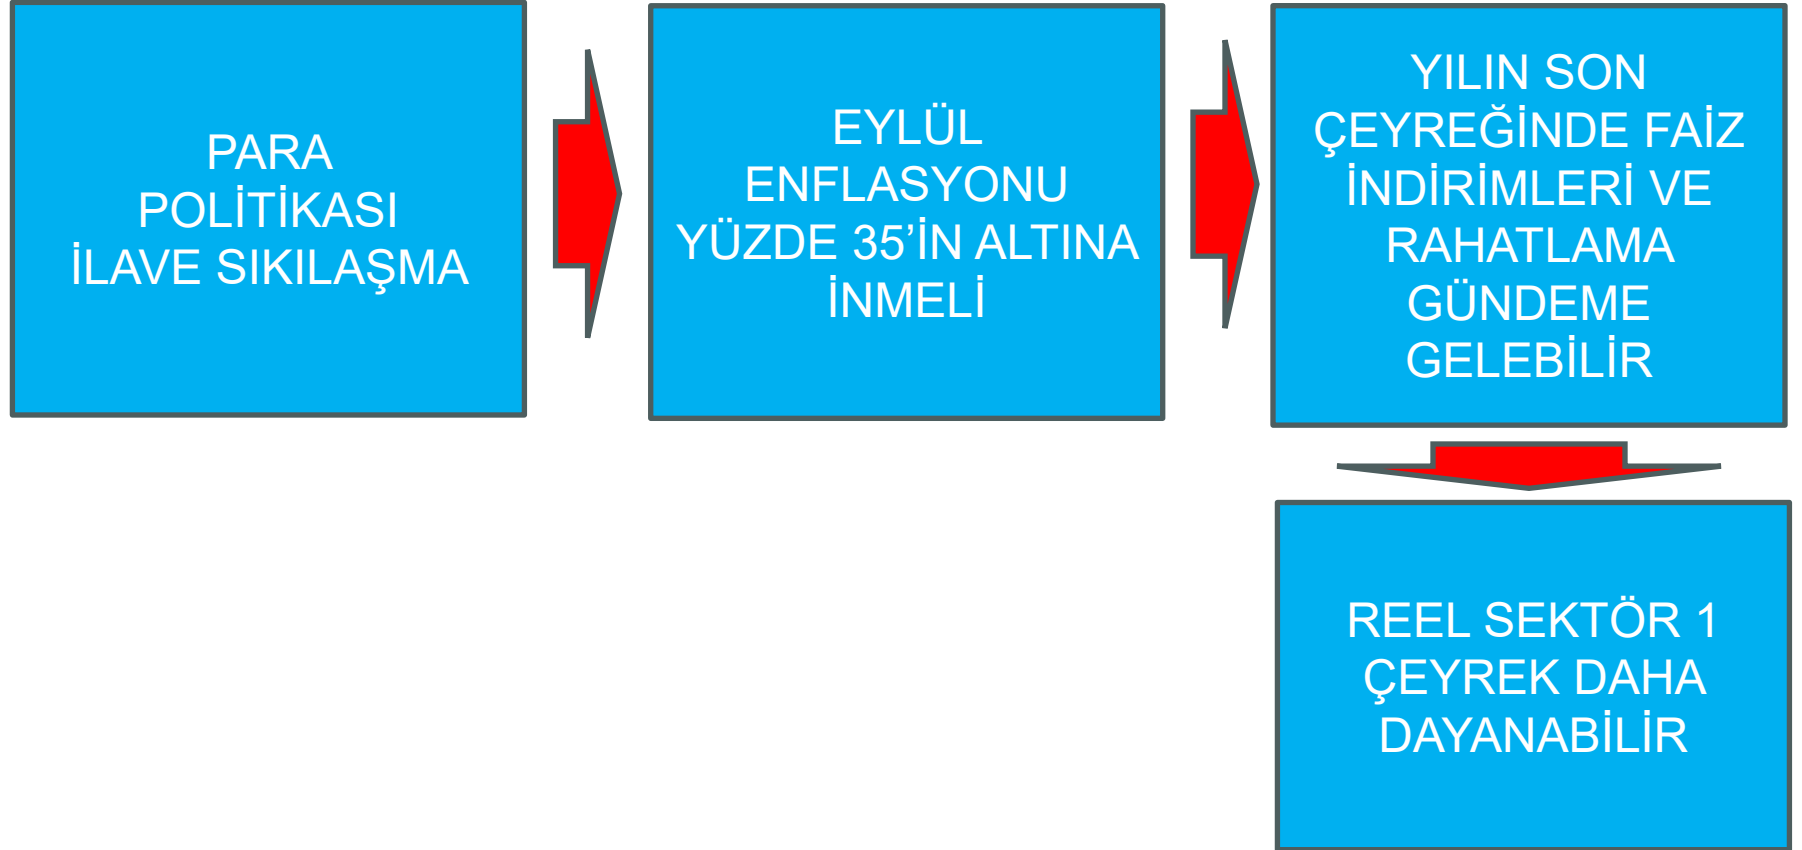 PARA
POLİTİKASI
İLAVE SIKILAŞMA
EYLÜL
ENFLASYONU
YÜZDE 35’İN ALTINA
İNMELİ
YILIN SON
ÇEYREĞİNDE FAİZ
İNDİRİMLERİ VE
RAHATLAMA
GÜNDEME
GELEBİLİR
REEL SEKTÖR 1
ÇEYREK DAHA
DAYANABİLİR